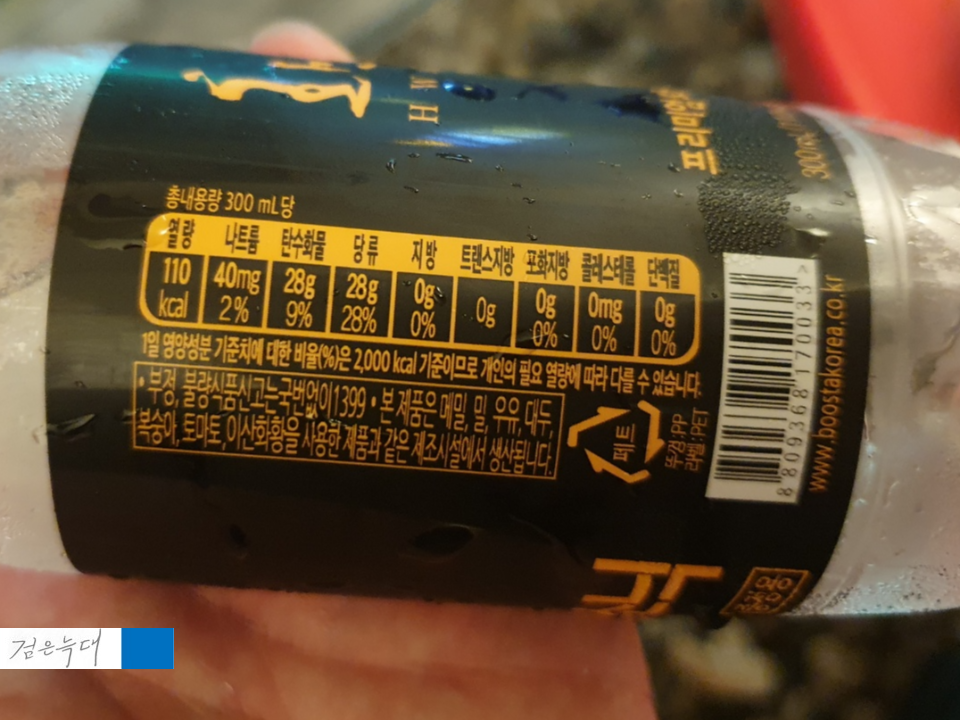 프리미엄
300 mL
총내용량 300 mL당
열량 나트륨 탄수화물 당류 지방 트랜스지방 포화지방 콜레스테롤 단백질
110 kcal 40mg 2% 28g 9% 28g 28% 0g 0% 0g 0g 0% 0mg 0% 0g 0%
1일 영양성분 기준치에 대한 비율(%)은 2,000 kcal 기준이므로 개인의 필요 열량에 따라 다를 수 있습니다.
• 부정, 불량식품신고는 국번없이 1399 • 본 제품은 메밀, 밀, 우유, 대두,
복숭아, 토마토, 이산화황을 사용한 제품과 같은 제조시설에서 생산됩니다.
페트
뚜껑:PP
라벨:PET
8809368170033>
www.boostakorea.co.kr
검은늑대